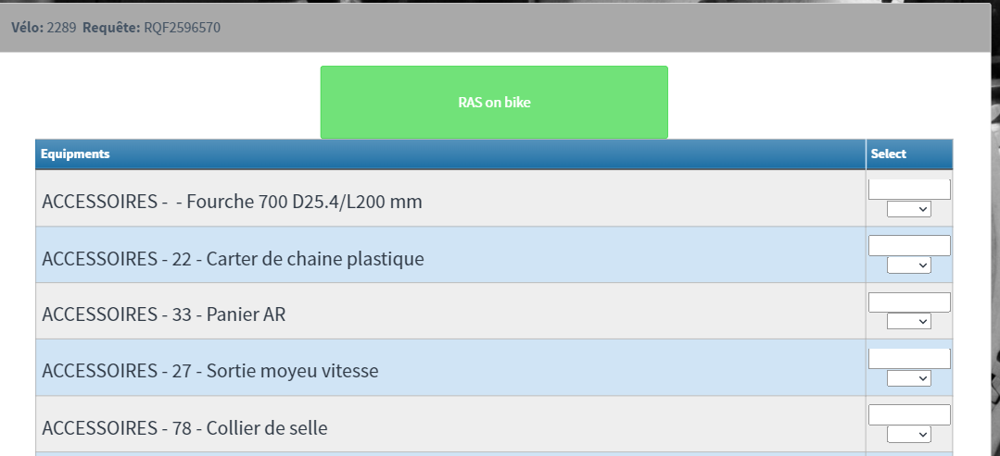 Vélo: 2289 Requête: RQF2596570
RAS on bike
Equipments Select
ACCESSOIRES - - Fourche 700 D25.4/L200 mm
ACCESSOIRES - 22 - Carter de chaine plastique
ACCESSOIRES - 33 - Panier AR
ACCESSOIRES - 27 - Sortie moyeu vitesse
ACCESSOIRES - 78 - Collier de selle